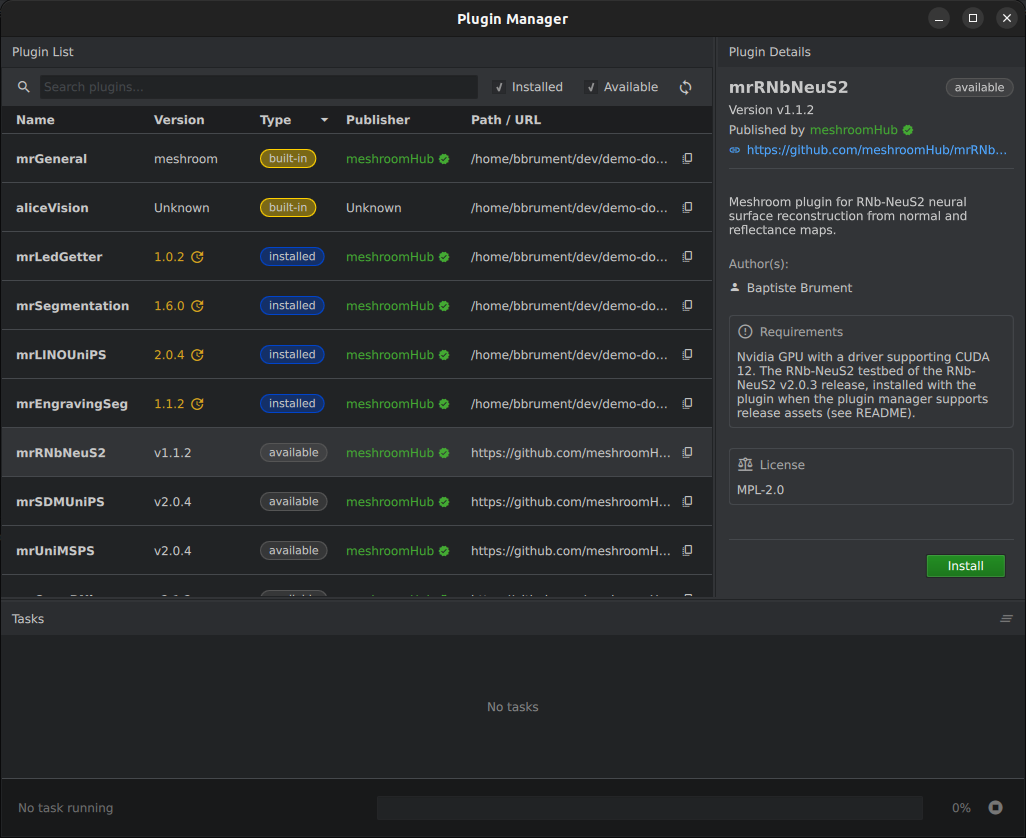 Plugin Manager
Plugin List
Search plugins...
Installed
Available
Name Version Type Publisher Path / URL
mrGeneral meshroom built-in meshroomHub /home/bbrument/dev/demo-do...
aliceVision Unknown built-in Unknown /home/bbrument/dev/demo-do...
mrLedGetter 1.0.2 installed meshroomHub /home/bbrument/dev/demo-do...
mrSegmentation 1.6.0 installed meshroomHub /home/bbrument/dev/demo-do...
mrLINOUniPS 2.0.4 installed meshroomHub /home/bbrument/dev/demo-do...
mrEngravingSeg 1.1.2 installed meshroomHub /home/bbrument/dev/demo-do...
mrRNbNeuS2 v1.1.2 available meshroomHub https://github.com/meshroomH...
mrSDMUniPS v2.0.4 available meshroomHub https://github.com/meshroomH...
mrUniMSPS v2.0.4 available meshroomHub https://github.com/meshroomH...
Plugin Details
mrRNbNeuS2 available
Version v1.1.2
Published by meshroomHub
https://github.com/meshroomHub/mrRNb...
Meshroom plugin for RNb-NeuS2 neural
surface reconstruction from normal and
reflectance maps.
Author(s):
Baptiste Brument
Requirements
Nvidia GPU with a driver supporting CUDA
12. The RNb-NeuS2 testbed of the RNb-
NeuS2 v2.0.3 release, installed with the
plugin when the plugin manager supports
release assets (see README).
License
MPL-2.0
Install
Tasks
No tasks
No task running
0%